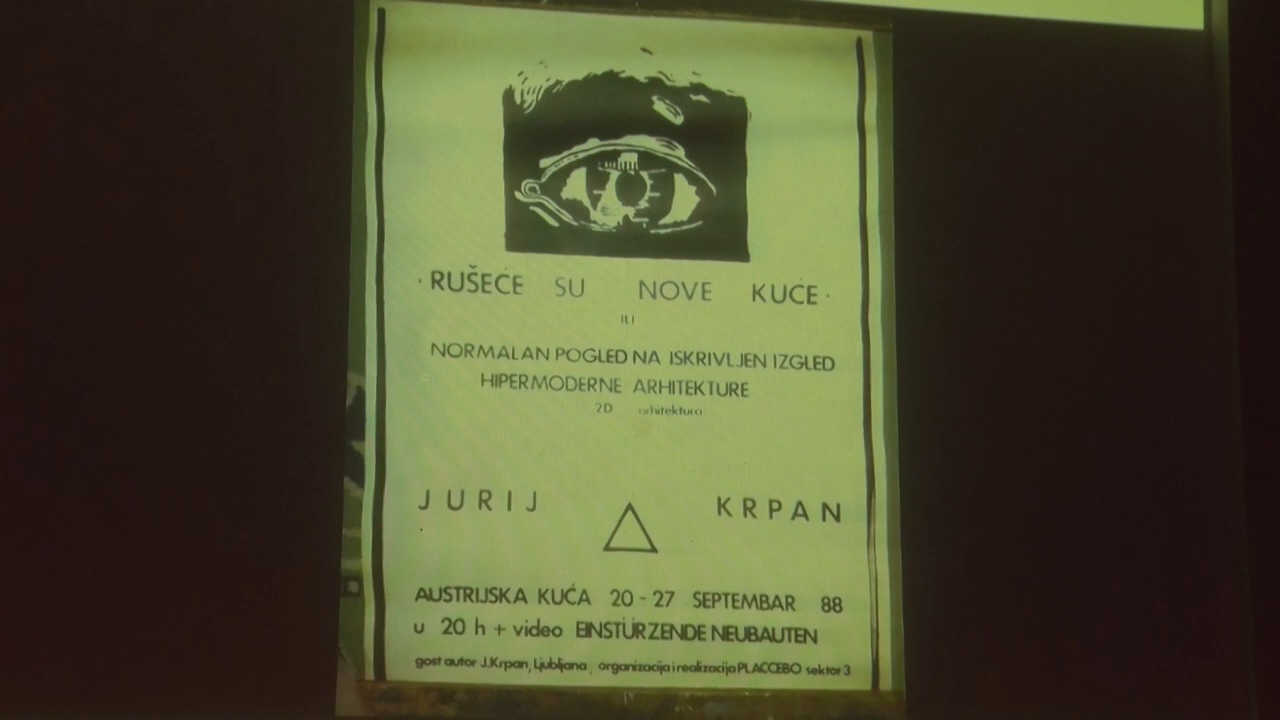 · RUŠEĆE SU NOVE KUĆE ·
ILI
NORMALAN POGLED NA ISKRIVLJEN IZGLED
HIPERMODERNE ARHITEKTURE
2D arhitektura
JURIJ KRPAN
AUSTRIJSKA KUĆA 20 - 27 SEPTEMBAR 88
u 20 h + video EINSTÜRZENDE NEUBAUTEN
gost autor J.Krpan, Ljubljana, organizacija i realizacija PLACCEBO sektor 3